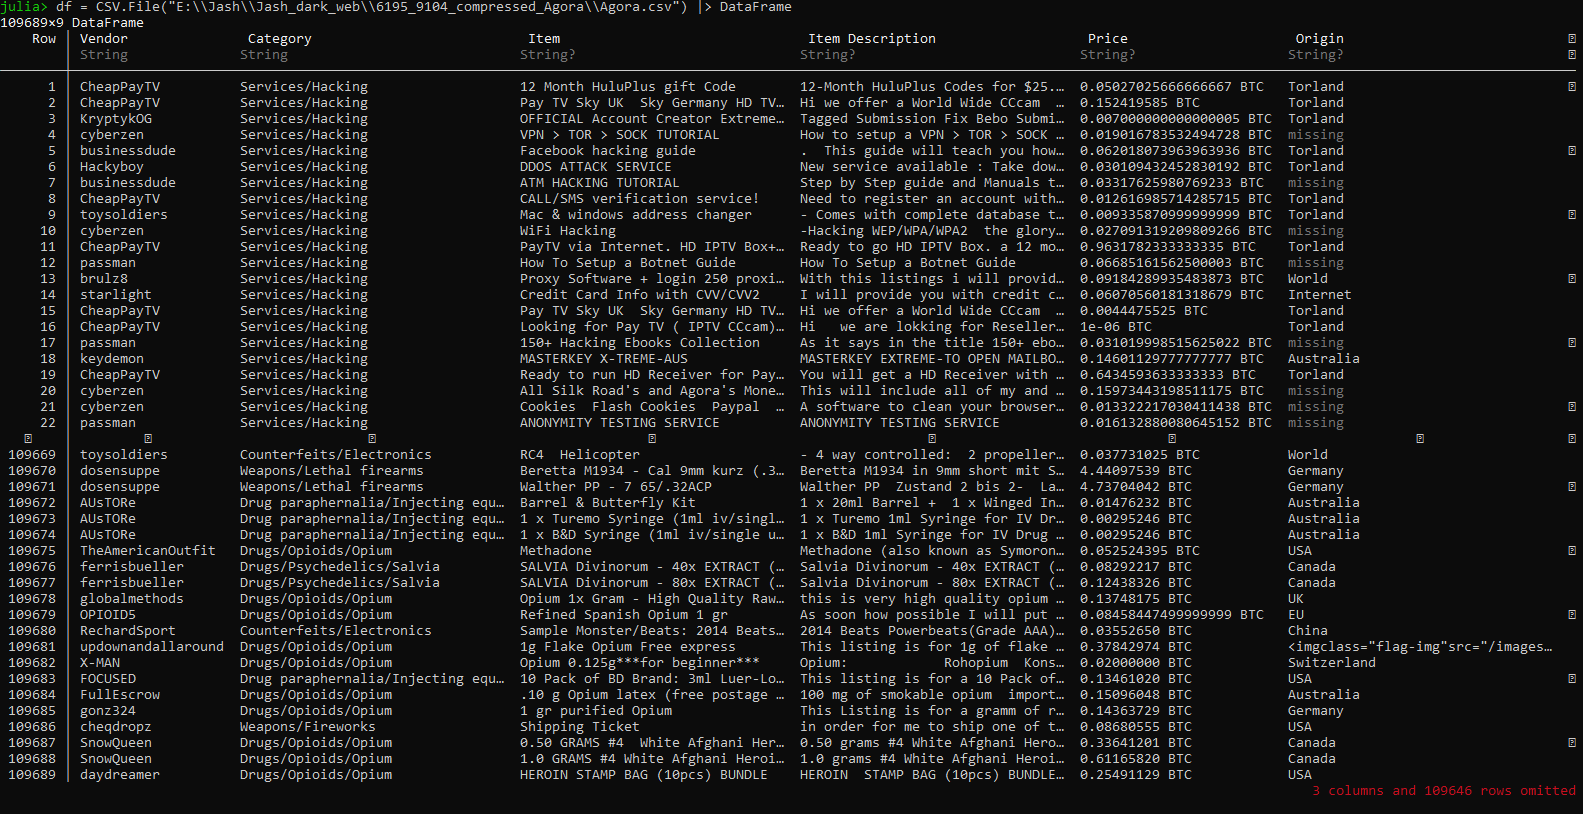 julia> df = CSV.File("E:\\Jash\\Jash_dark_web\\6195_9104_compressed_Agora\\Agora.csv") |> DataFrame
109689×9 DataFrame
Row Vendor Category Item Item Description Price Origin
String String String? String? String? String?
1 CheapPayTV Services/Hacking 12 Month HuluPlus gift Code 12-Month HuluPlus Codes for $25.… 0.05027025666666667 BTC Torland
2 CheapPayTV Services/Hacking Pay TV Sky UK Sky Germany HD TV… Hi we offer a World Wide CCcam … 0.152419585 BTC Torland
3 KryptykOG Services/Hacking OFFICIAL Account Creator Extreme… Tagged Submission Fix Bebo Submi… 0.007000000000000005 BTC Torland
4 cyberzen Services/Hacking VPN > TOR > SOCK TUTORIAL How to setup a VPN > TOR > SOCK … 0.019016783532494728 BTC missing
5 businessdude Services/Hacking Facebook hacking guide . This guide will teach you how… 0.062018073963963936 BTC Torland
6 Hackyboy Services/Hacking DDOS ATTACK SERVICE New service available : Take dow… 0.030109432452830192 BTC Torland
7 businessdude Services/Hacking ATM HACKING TUTORIAL Step by Step guide and Manuals t… 0.03317625980769233 BTC missing
8 CheapPayTV Services/Hacking CALL/SMS verification service! Need to register an account with… 0.012616985714285715 BTC Torland
9 toysoldiers Services/Hacking Mac & windows address changer - Comes with complete database t… 0.009335870999999999 BTC Torland
10 cyberzen Services/Hacking WiFi Hacking -Hacking WEP/WPA/WPA2 the glory… 0.027091319209809266 BTC missing
11 CheapPayTV Services/Hacking PayTV via Internet. HD IPTV Box+… Ready to go HD IPTV Box. a 12 mo… 0.9631782333333335 BTC Torland
12 passman Services/Hacking How To Setup a Botnet Guide How To Setup a Botnet Guide 0.06685161562500003 BTC missing
13 brulz8 Services/Hacking Proxy Software + login 250 proxi… With this listings i will provid… 0.09184289935483873 BTC World
14 starlight Services/Hacking Credit Card Info with CVV/CVV2 I will provide you with credit c… 0.06070560181318679 BTC Internet
15 CheapPayTV Services/Hacking Pay TV Sky UK Sky Germany HD TV… Hi we offer a World Wide CCcam … 0.0044475525 BTC Torland
16 CheapPayTV Services/Hacking Looking for Pay TV ( IPTV CCcam)… Hi we are lokking for Reseller… 1e-06 BTC Torland
17 passman Services/Hacking 150+ Hacking Ebooks Collection As it says in the title 150+ ebo… 0.031019998515625022 BTC missing
18 keydemon Services/Hacking MASTERKEY X-TREME-AUS MASTERKEY EXTREME-TO OPEN MAILBO… 0.14601129777777777 BTC Australia
19 CheapPayTV Services/Hacking Ready to run HD Receiver for Pay… You will get a HD Receiver with … 0.6434593633333333 BTC Torland
20 cyberzen Services/Hacking All Silk Road's and Agora's Mone… This will include all of my and … 0.15973443198511175 BTC missing
21 cyberzen Services/Hacking Cookies Flash Cookies Paypal … A software to clean your browser… 0.013322217030411438 BTC missing
22 passman Services/Hacking ANONYMITY TESTING SERVICE ANONYMITY TESTING SERVICE 0.016132880080645152 BTC missing
109669 toysoldiers Counterfeits/Electronics RC4 Helicopter - 4 way controlled: 2 propeller… 0.037731025 BTC World
109670 dosensuppe Weapons/Lethal firearms Beretta M1934 - Cal 9mm kurz (.3… Beretta M1934 in 9mm short mit S… 4.44097539 BTC Germany
109671 dosensuppe Weapons/Lethal firearms Walther PP - 7 65/.32ACP Walther PP Zustand 2 bis 2- La… 4.73704042 BTC Germany
109672 AUsTORe Drug paraphernalia/Injecting equ… Barrel & Butterfly Kit 1 x 20ml Barrel + 1 x Winged In… 0.01476232 BTC Australia
109673 AUsTORe Drug paraphernalia/Injecting equ… 1 x Turemo Syringe (1ml iv/singl… 1 x Turemo 1ml Syringe for IV Dr… 0.00295246 BTC Australia
109674 AUsTORe Drug paraphernalia/Injecting equ… 1 x B&D Syringe (1ml iv/single u… 1 x B&D 1ml Syringe for IV Drug … 0.00295246 BTC Australia
109675 TheAmericanOutfit Drugs/Opioids/Opium Methadone Methadone (also known as Symoron… 0.052524395 BTC USA
109676 ferrisbueller Drugs/Psychedelics/Salvia SALVIA Divinorum - 40x EXTRACT (… Salvia Divinorum - 40x EXTRACT (… 0.08292217 BTC Canada
109677 ferrisbueller Drugs/Psychedelics/Salvia SALVIA Divinorum - 80x EXTRACT (… Salvia Divinorum - 80x EXTRACT (… 0.12438326 BTC Canada
109678 globalmethods Drugs/Opioids/Opium Opium 1x Gram - High Quality Raw… this is very high quality opium … 0.13748175 BTC UK
109679 OPIOID5 Drugs/Opioids/Opium Refined Spanish Opium 1 gr As soon how possible I will put … 0.08458447499999999 BTC EU
109680 RechardSport Counterfeits/Electronics Sample Monster/Beats: 2014 Beats… 2014 Beats Powerbeats(Grade AAA)… 0.03552650 BTC China
109681 updownandallaround Drugs/Opioids/Opium 1g Flake Opium Free express This listing is for 1g of flake … 0.37842974 BTC <imgclass="flag-img"src="/images…
109682 X-MAN Drugs/Opioids/Opium Opium 0.125g***for beginner*** Opium: Rohopium Kons… 0.02000000 BTC Switzerland
109683 FOCUSED Drug paraphernalia/Injecting equ… 10 Pack of BD Brand: 3ml Luer-Lo… This listing is for a 10 Pack of… 0.13461020 BTC USA
109684 FullEscrow Drugs/Opioids/Opium .10 g Opium latex (free postage … 100 mg of smokable opium import… 0.15096048 BTC Australia
109685 gonz324 Drugs/Opioids/Opium 1 gr purified Opium This Listing is for a gramm of r… 0.14363729 BTC Germany
109686 cheqdropz Weapons/Fireworks Shipping Ticket in order for me to ship one of t… 0.08680555 BTC USA
109687 SnowQueen Drugs/Opioids/Opium 0.50 GRAMS #4 White Afghani Her… 0.50 grams #4 White Afghani Hero… 0.33641201 BTC Canada
109688 SnowQueen Drugs/Opioids/Opium 1.0 GRAMS #4 White Afghani Heroi… 1.0 grams #4 White Afghani Heroi… 0.61165820 BTC Canada
109689 daydreamer Drugs/Opioids/Opium HEROIN STAMP BAG (10pcs) BUNDLE HEROIN STAMP BAG (10pcs) BUNDLE… 0.25491129 BTC USA
3 columns and 109646 rows omitted